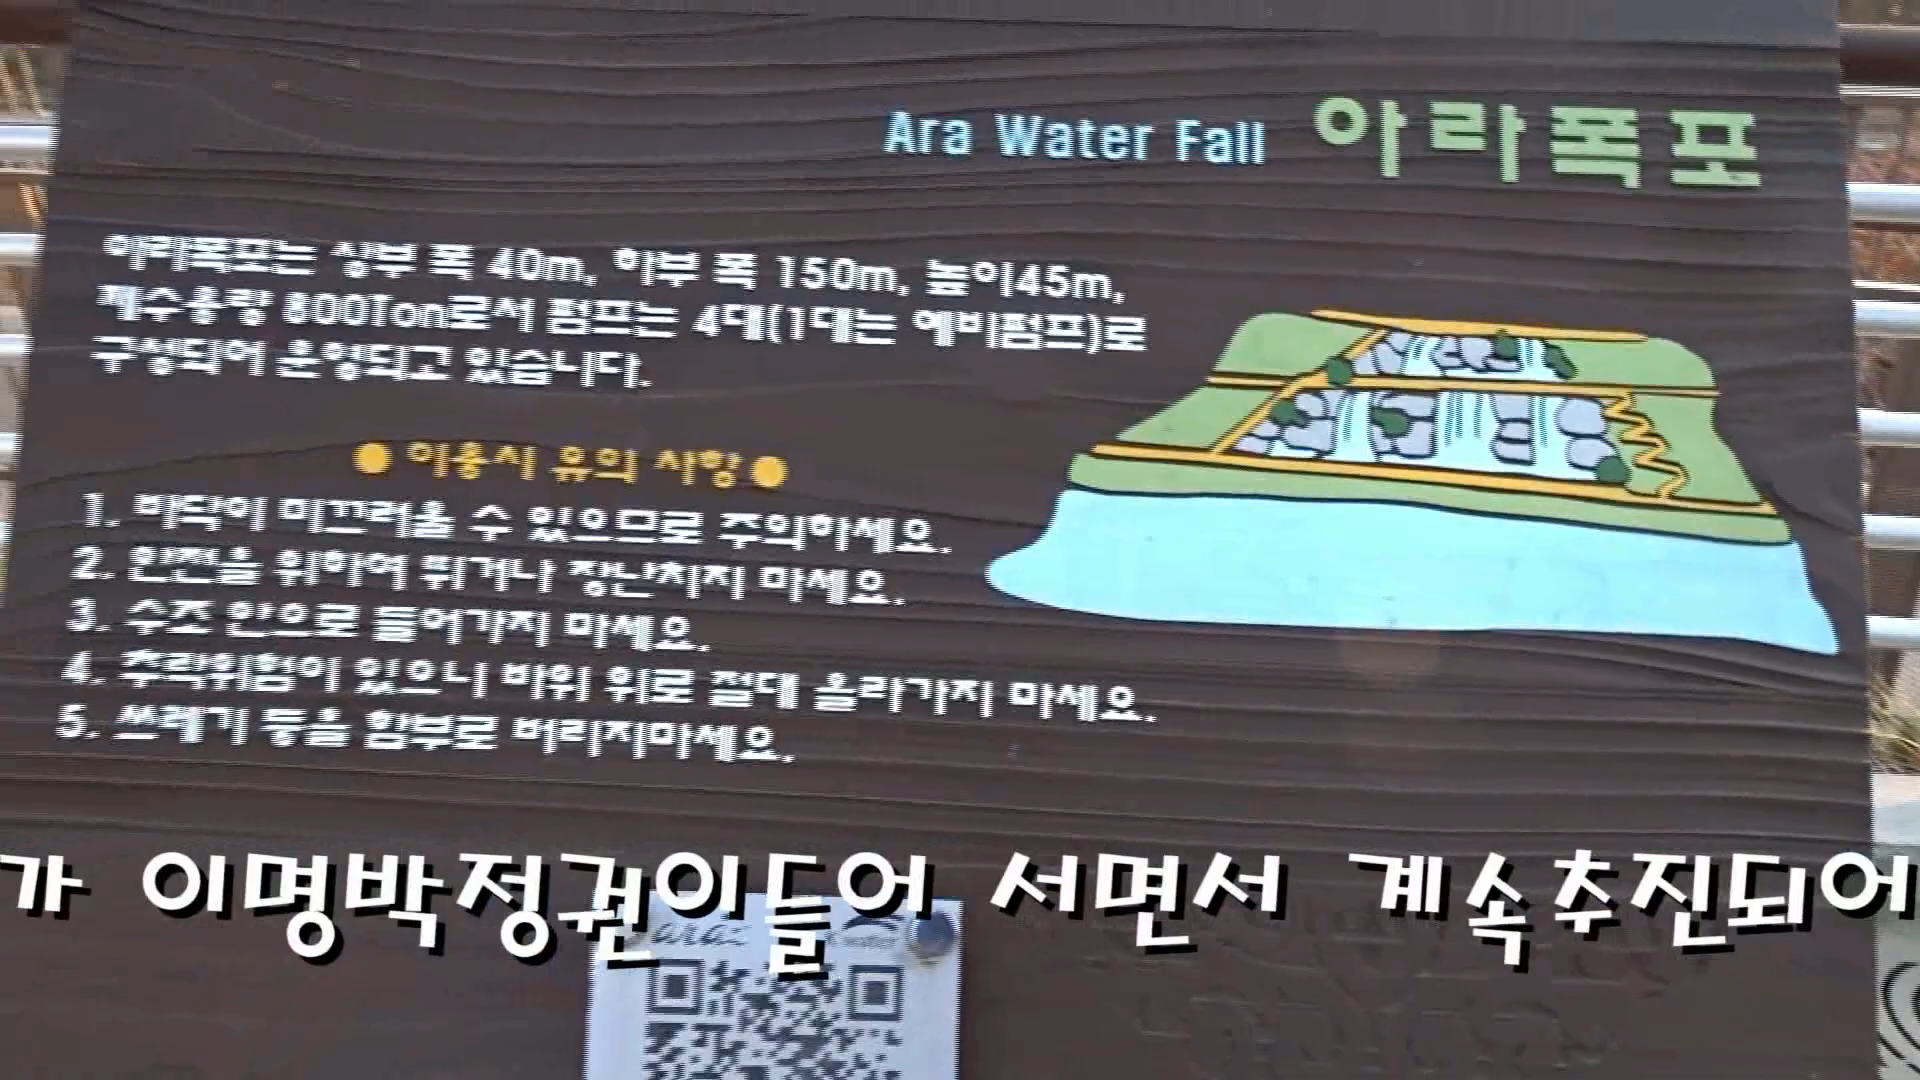 Ara Water Fall 아라폭포
아라폭포는 상부 폭 40m, 하부 폭 150m, 높이45m,
제수용량 800Ton로서 펌프는 4대(1대는 예비펌프)로
구성되어 운영되고 있습니다.
● 이용시 유의 사항 ●
1. 바닥이 미끄러울 수 있으므로 주의하세요.
2. 안전을 위하여 뛰거나 장난치지 마세요.
3. 수조 안으로 들어가지 마세요.
4. 추락위험이 있으니 바위 위로 절대 올라가지 마세요.
5. 쓰레기 등을 함부로 버리지마세요.
가 이명박정권이들어 서면서 계속추진되어
water